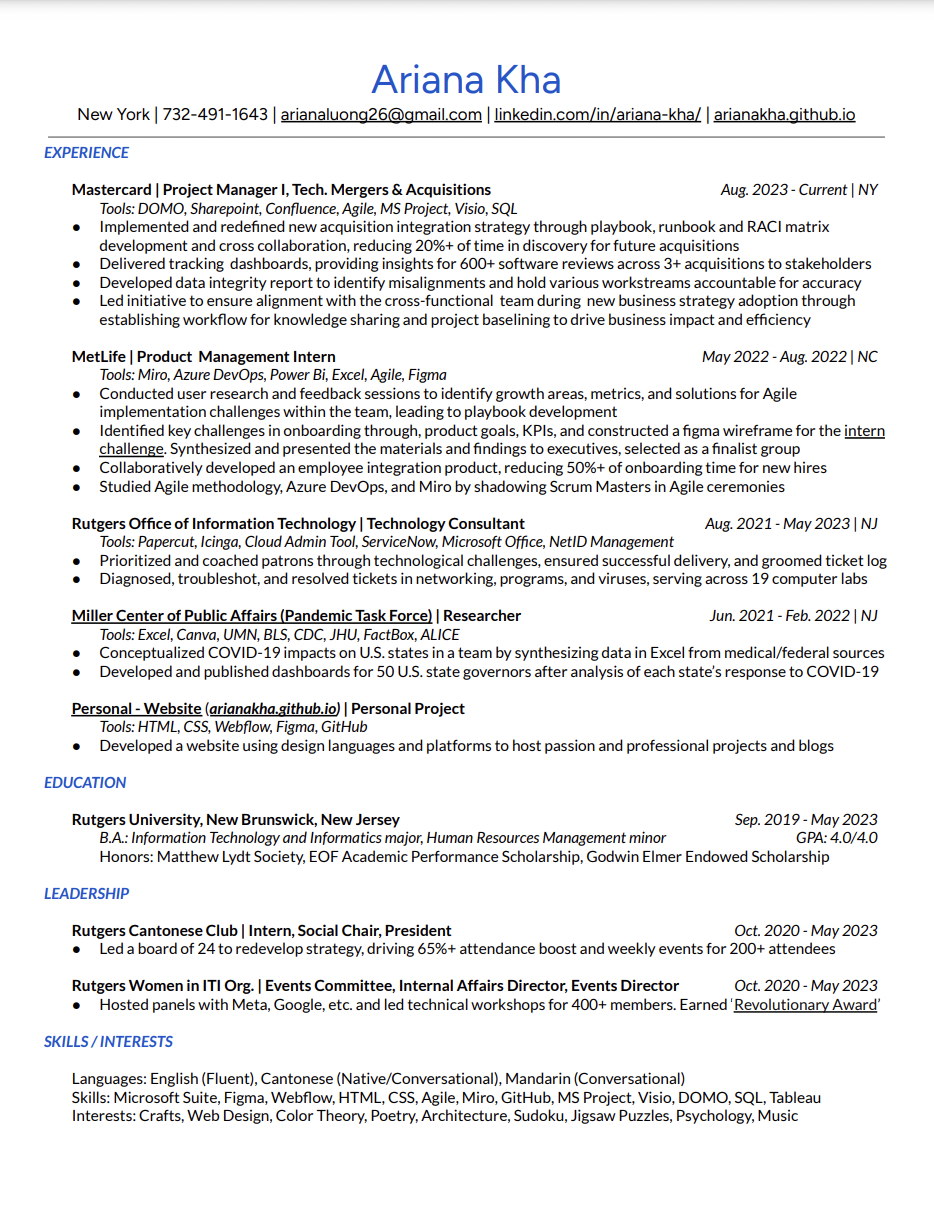 Ariana Kha
New York | 732-491-1643 | arianaluong26@gmail.com | linkedin.com/in/ariana-kha/ | arianakha.github.io
EXPERIENCE
Mastercard | Project Manager I, Tech. Mergers & Acquisitions Aug. 2023 - Current | NY
Tools: DOMO, Sharepoint, Confluence, Agile, MS Project, Visio, SQL
● Implemented and redefined new acquisition integration strategy through playbook, runbook and RACI matrix
development and cross collaboration, reducing 20%+ of time in discovery for future acquisitions
● Delivered tracking dashboards, providing insights for 600+ software reviews across 3+ acquisitions to stakeholders
● Developed data integrity report to identify misalignments and hold various workstreams accountable for accuracy
● Led initiative to ensure alignment with the cross-functional team during new business strategy adoption through
establishing workflow for knowledge sharing and project baselining to drive business impact and efficiency
MetLife | Product Management Intern May 2022 - Aug. 2022 | NC
Tools: Miro, Azure DevOps, Power Bi, Excel, Agile, Figma
● Conducted user research and feedback sessions to identify growth areas, metrics, and solutions for Agile
implementation challenges within the team, leading to playbook development
● Identified key challenges in onboarding through, product goals, KPIs, and constructed a figma wireframe for the intern
challenge. Synthesized and presented the materials and findings to executives, selected as a finalist group
● Collaboratively developed an employee integration product, reducing 50%+ of onboarding time for new hires
● Studied Agile methodology, Azure DevOps, and Miro by shadowing Scrum Masters in Agile ceremonies
Rutgers Office of Information Technology | Technology Consultant Aug. 2021 - May 2023 | NJ
Tools: Papercut, Icinga, Cloud Admin Tool, ServiceNow, Microsoft Office, NetID Management
● Prioritized and coached patrons through technological challenges, ensured successful delivery, and groomed ticket log
● Diagnosed, troubleshot, and resolved tickets in networking, programs, and viruses, serving across 19 computer labs
Miller Center of Public Affairs (Pandemic Task Force) | Researcher Jun. 2021 - Feb. 2022 | NJ
Tools: Excel, Canva, UMN, BLS, CDC, JHU, FactBox, ALICE
● Conceptualized COVID-19 impacts on U.S. states in a team by synthesizing data in Excel from medical/federal sources
● Developed and published dashboards for 50 U.S. state governors after analysis of each state's response to COVID-19
Personal - Website (arianakha.github.io) | Personal Project
Tools: HTML, CSS, Webflow, Figma, GitHub
● Developed a website using design languages and platforms to host passion and professional projects and blogs
EDUCATION
Rutgers University, New Brunswick, New Jersey Sep. 2019 - May 2023
B.A.: Information Technology and Informatics major, Human Resources Management minor GPA: 4.0/4.0
Honors: Matthew Lydt Society, EOF Academic Performance Scholarship, Godwin Elmer Endowed Scholarship
LEADERSHIP
Rutgers Cantonese Club | Intern, Social Chair, President Oct. 2020 - May 2023
● Led a board of 24 to redevelop strategy, driving 65%+ attendance boost and weekly events for 200+ attendees
Rutgers Women in ITI Org. | Events Committee, Internal Affairs Director, Events Director Oct. 2020 - May 2023
● Hosted panels with Meta, Google, etc. and led technical workshops for 400+ members. Earned 'Revolutionary Award'
SKILLS / INTERESTS
Languages: English (Fluent), Cantonese (Native/Conversational), Mandarin (Conversational)
Skills: Microsoft Suite, Figma, Webflow, HTML, CSS, Agile, Miro, GitHub, MS Project, Visio, DOMO, SQL, Tableau
Interests: Crafts, Web Design, Color Theory, Poetry, Architecture, Sudoku, Jigsaw Puzzles, Psychology, Music